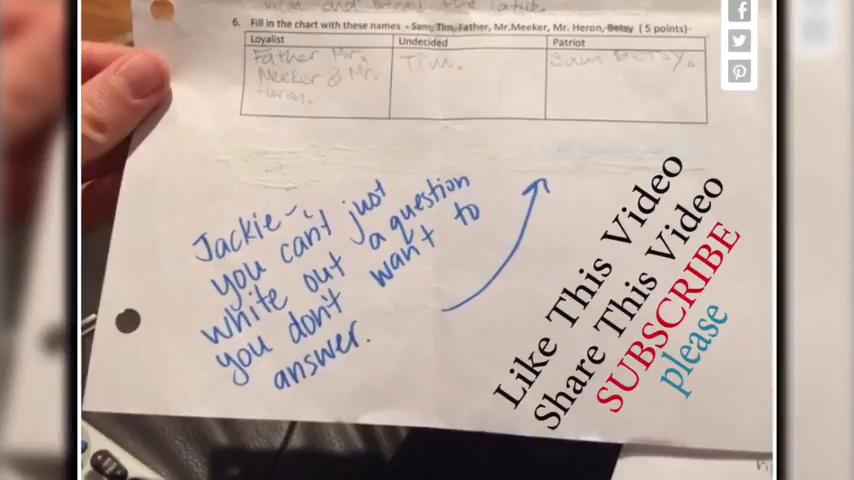 6. Fill in the chart with these names - Sam, Tim, Father, Mr.Meeker, Mr. Heron, Betsy ( 5 points)
Loyalist
Undecided
Patriot
Father Mr.
Meeker & Mr.
Heron.
Tim.
Sam Betsy.
Jackie-
you can't just
white out a question
you don't want to
answer.
Like This Video
Share This Video
SUBSCRIBE
please